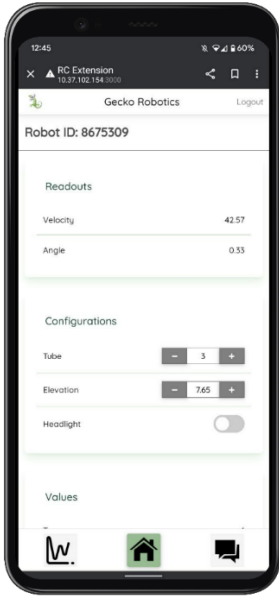 12:45
60%
RC Extension
10.37.102.154:3000
Gecko Robotics
Logout
Robot ID: 8675309
Readouts
Velocity 42.57
Angle 0.33
Configurations
Tube − 3 +
Elevation − 7.65 +
Headlight
Values